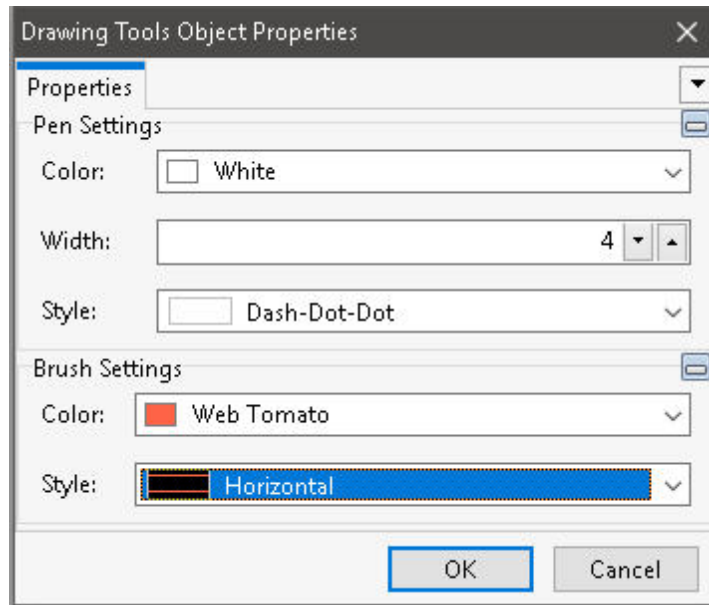 Drawing Tools Object Properties
Properties
Pen Settings
Color: White
Width: 4
Style: Dash-Dot-Dot
Brush Settings
Color: Web Tomato
Style: Horizontal
OK Cancel